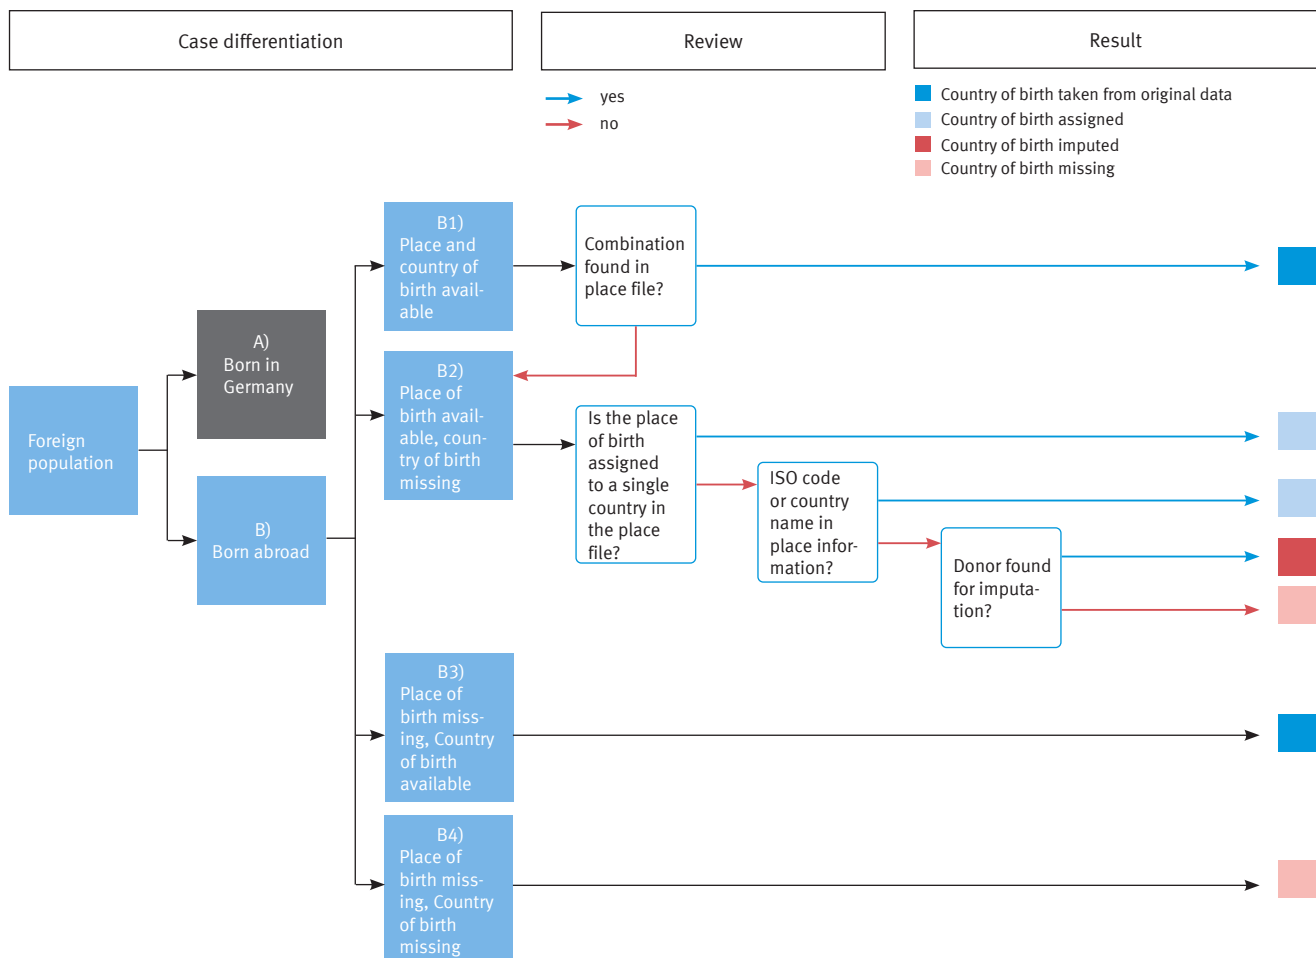 Case differentiation
Review
Result
yes
no
Country of birth taken from original data
Country of birth assigned
Country of birth imputed
Country of birth missing
B1)
Place and
country of
birth avail-
able
Combination
found in
place file?
A)
Born in
Germany
B2)
Place of
birth avail-
able, coun-
try of birth
missing
Foreign
population
Is the place
of birth
assigned
to a single
country in
the place
file?
ISO code
or country
name in
place infor-
mation?
B)
Born abroad
Donor found
for imputa-
tion?
B3)
Place of
birth miss-
ing, Country
of birth
available
B4)
Place of
birth miss-
ing, Country
of birth
missing